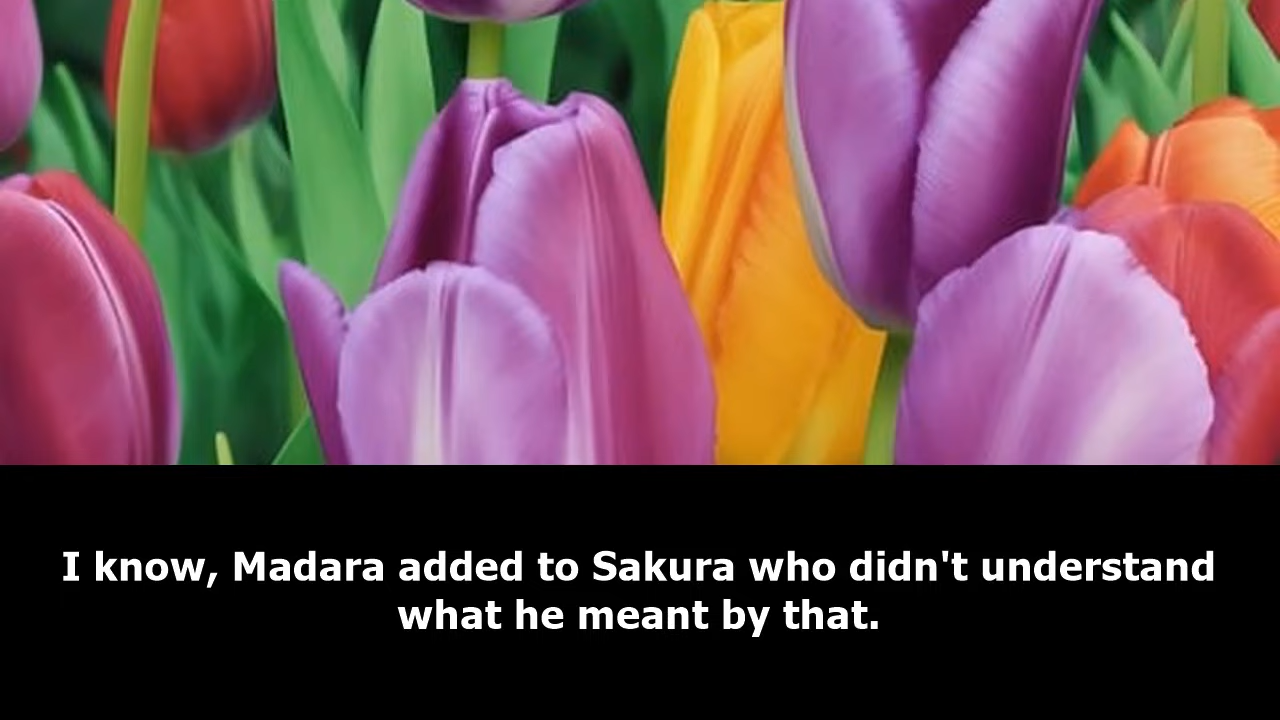 I know, Madara added to Sakura who didn't understand
what he meant by that.